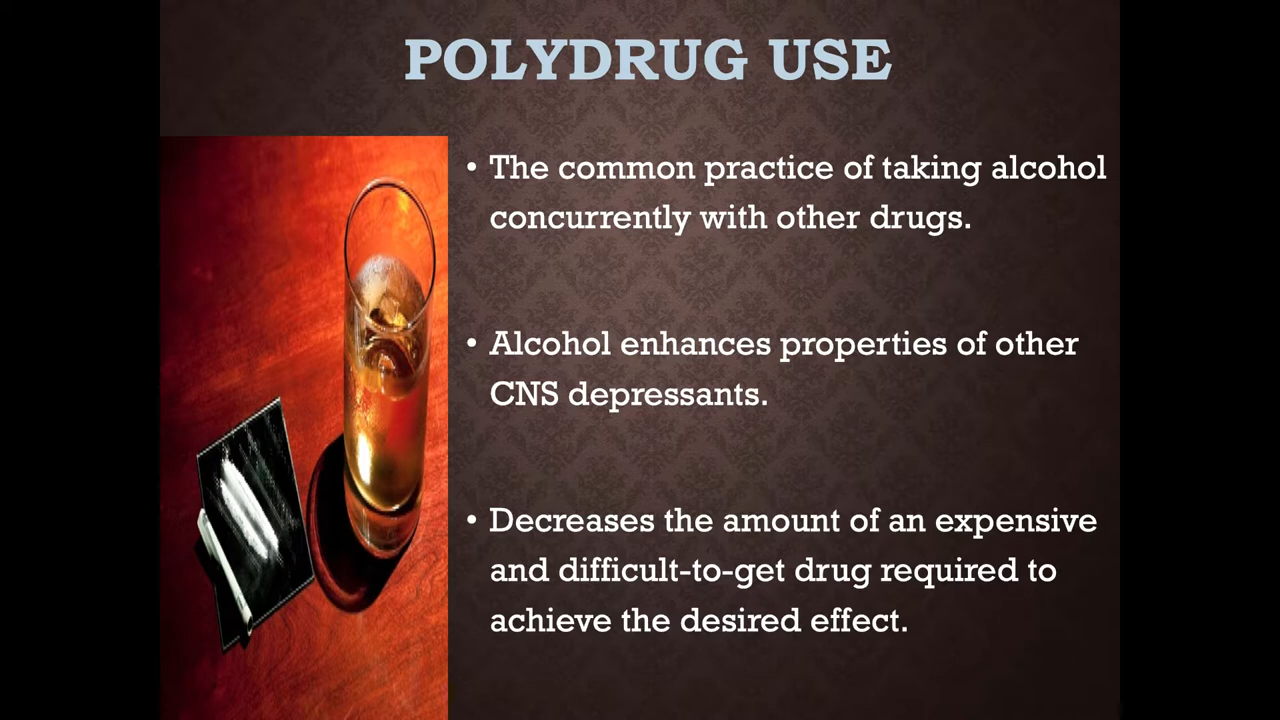 POLYDRUG USE
• The common practice of taking alcohol
concurrently with other drugs.
• Alcohol enhances properties of other
CNS depressants.
• Decreases the amount of an expensive
and difficult-to-get drug required to
achieve the desired effect.